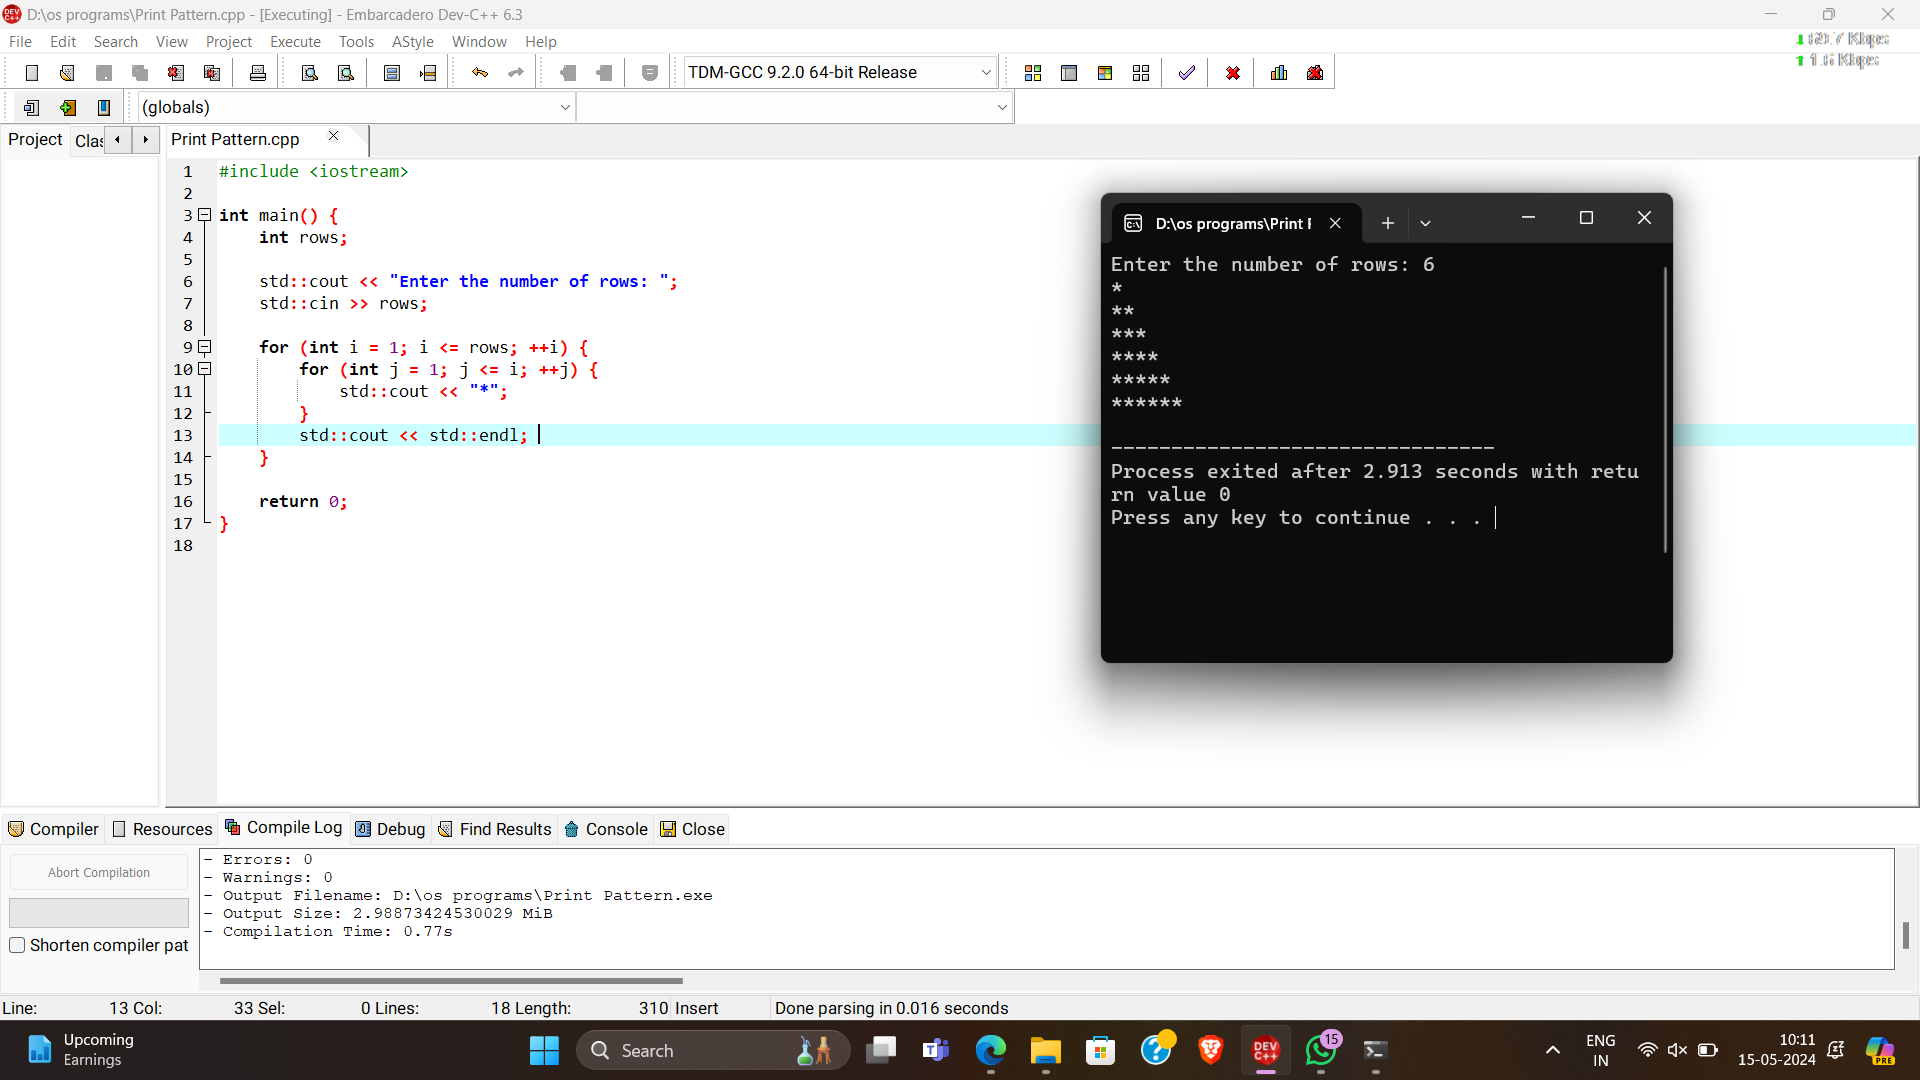 D:\os programs\Print Pattern.cpp - [Executing] - Embarcadero Dev-C++ 6.3
File Edit Search View Project Execute Tools AStyle Window Help
↓ 69.7 Kbps
↑ 1.6 Kbps
TDM-GCC 9.2.0 64-bit Release
(globals)
Project Clas Print Pattern.cpp
1 #include <iostream>
2
3 int main() {
4 int rows;
5
6 std::cout << "Enter the number of rows: ";
7 std::cin >> rows;
8
9 for (int i = 1; i <= rows; ++i) {
10 for (int j = 1; j <= i; ++j) {
11 std::cout << "*";
12 }
13 std::cout << std::endl;
14 }
15
16 return 0;
17 }
18
D:\os programs\Print P
Enter the number of rows: 6
*
**
***
****
*****
******
--------------------------------
Process exited after 2.913 seconds with retu
rn value 0
Press any key to continue . . .
Compiler Resources Compile Log Debug Find Results Console Close
Abort Compilation
Shorten compiler pat
- Errors: 0
- Warnings: 0
- Output Filename: D:\os programs\Print Pattern.exe
- Output Size: 2.98873424530029 MiB
- Compilation Time: 0.77s
Line: 13 Col: 33 Sel: 0 Lines: 18 Length: 310 Insert Done parsing in 0.016 seconds
Upcoming
Earnings
Search
DEV
C++
15
ENG
IN
10:11
15-05-2024
PRE